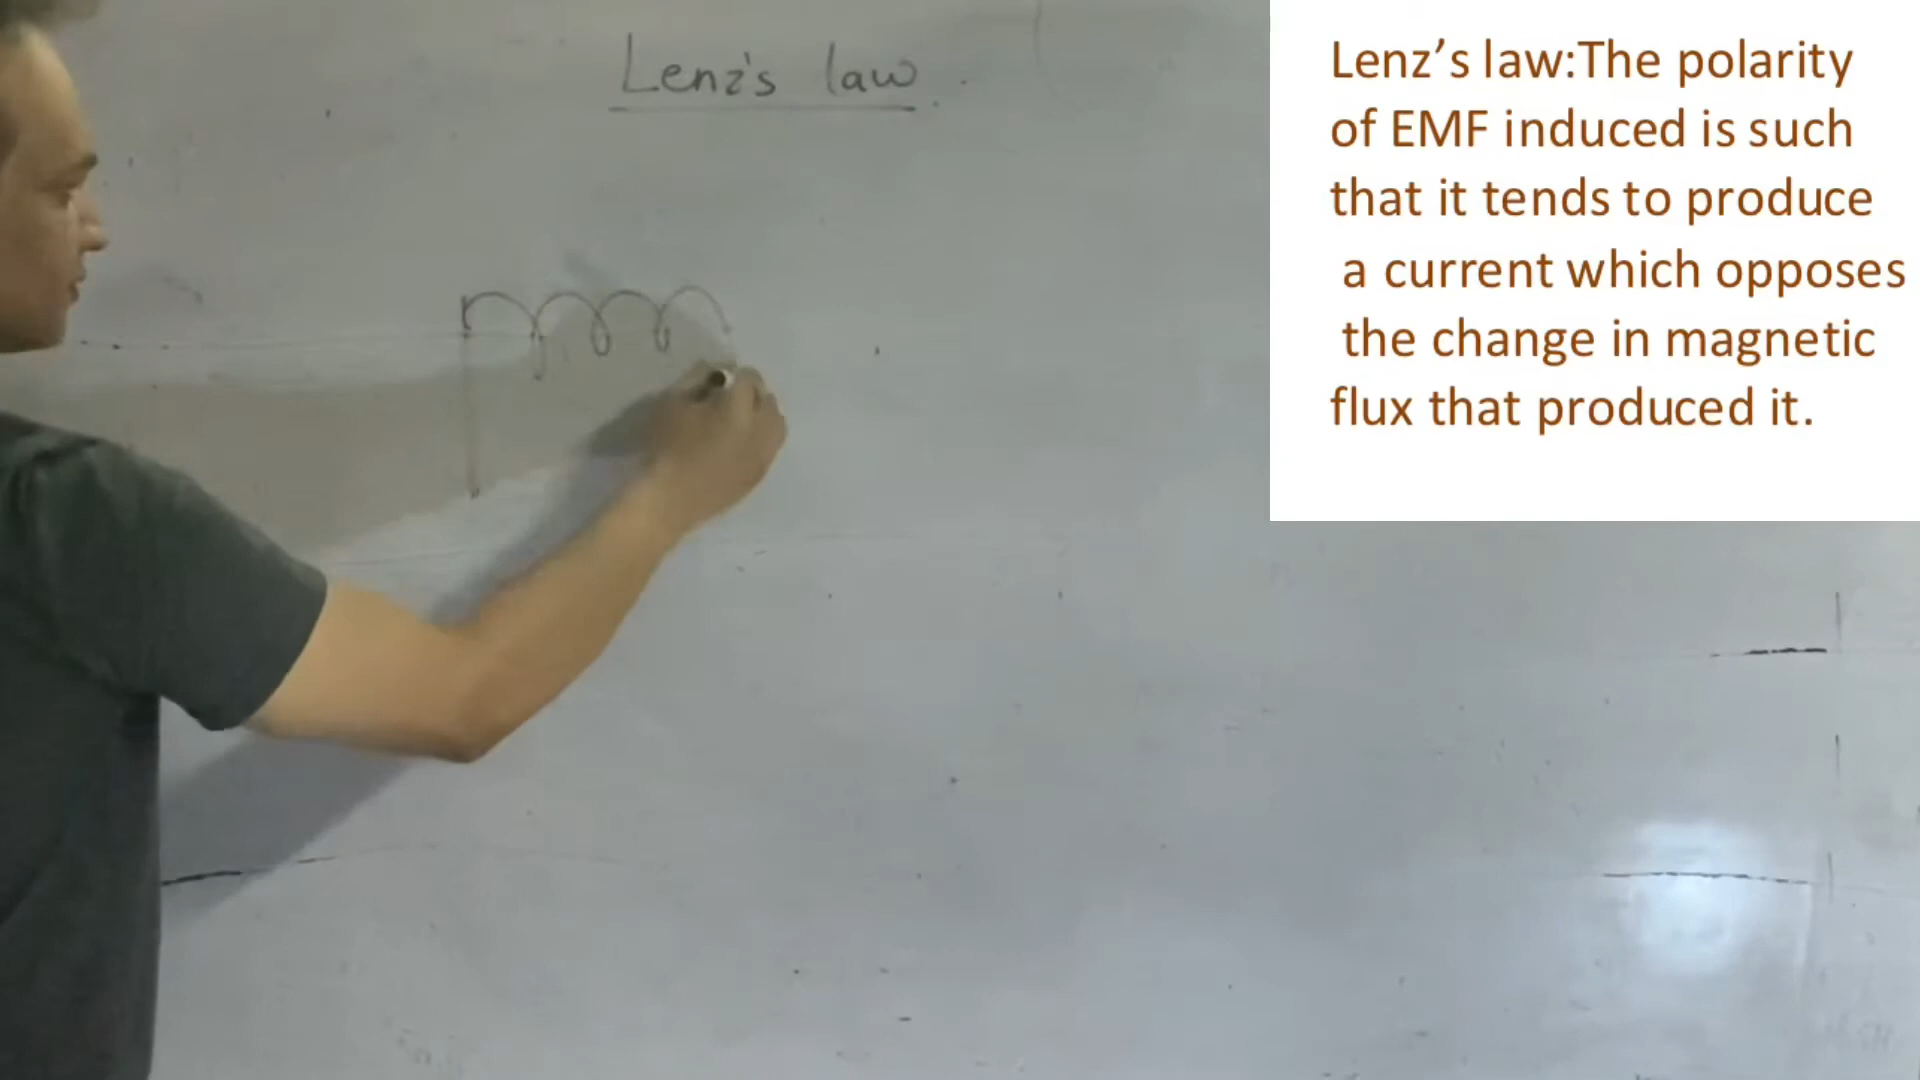 Lenz's law
Lenz’s law:The polarity
of EMF induced is such
that it tends to produce
a current which opposes
the change in magnetic
flux that produced it.